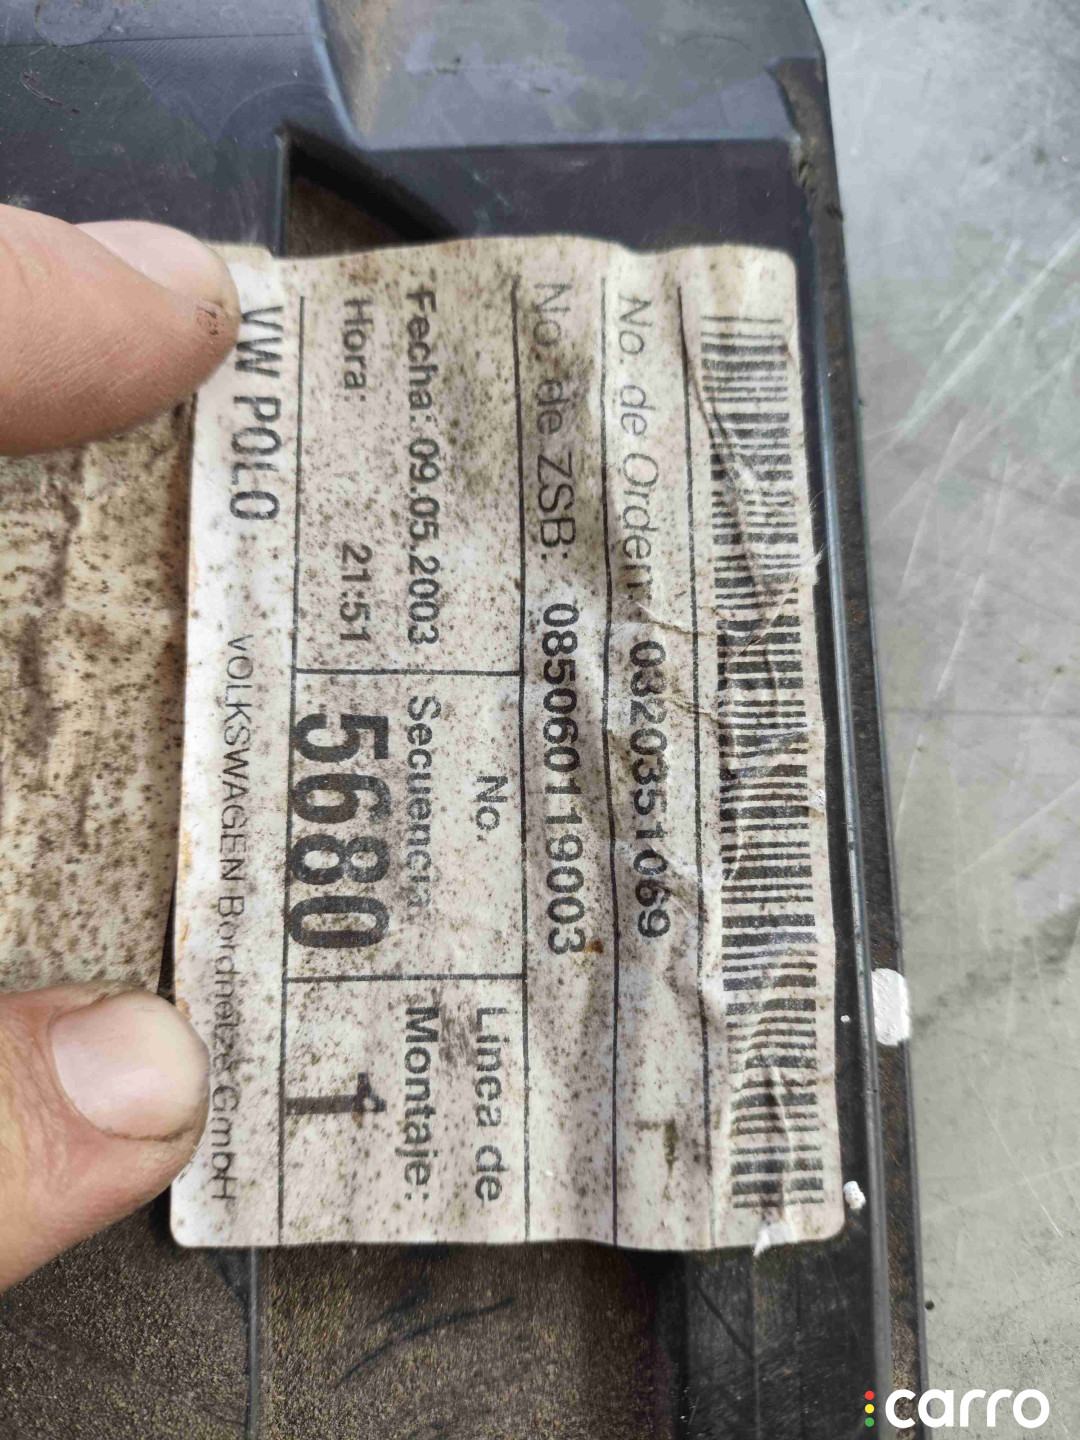 No. de Orden: 0320351069
No. de ZSB: 085060119003
Fecha: 09.05.2003
Hora: 21:51
No.
Secuencia:
5680
Linea de
Montaje:
1
VW POLO
VOLKSWAGEN Bordnetze GmbH
carro